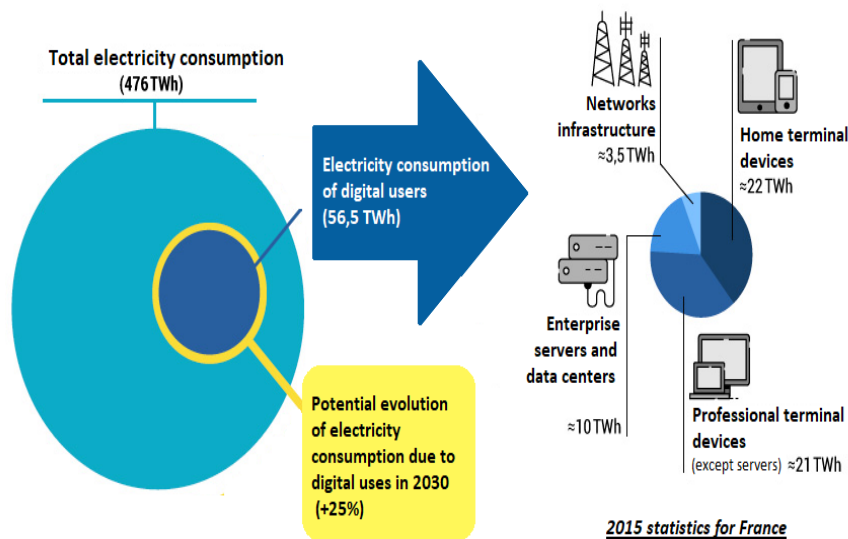 Total electricity consumption
(476 TWh)
Electricity consumption
of digital users
(56,5 TWh)
Potential evolution
of electricity
consumption due to
digital uses in 2030
(+25%)
Networks
infrastructure
≈3,5 TWh
Home terminal
devices
≈22 TWh
Enterprise
servers and
data centers
≈10 TWh
Professional terminal
devices
(except servers) ≈21 TWh
2015 statistics for France